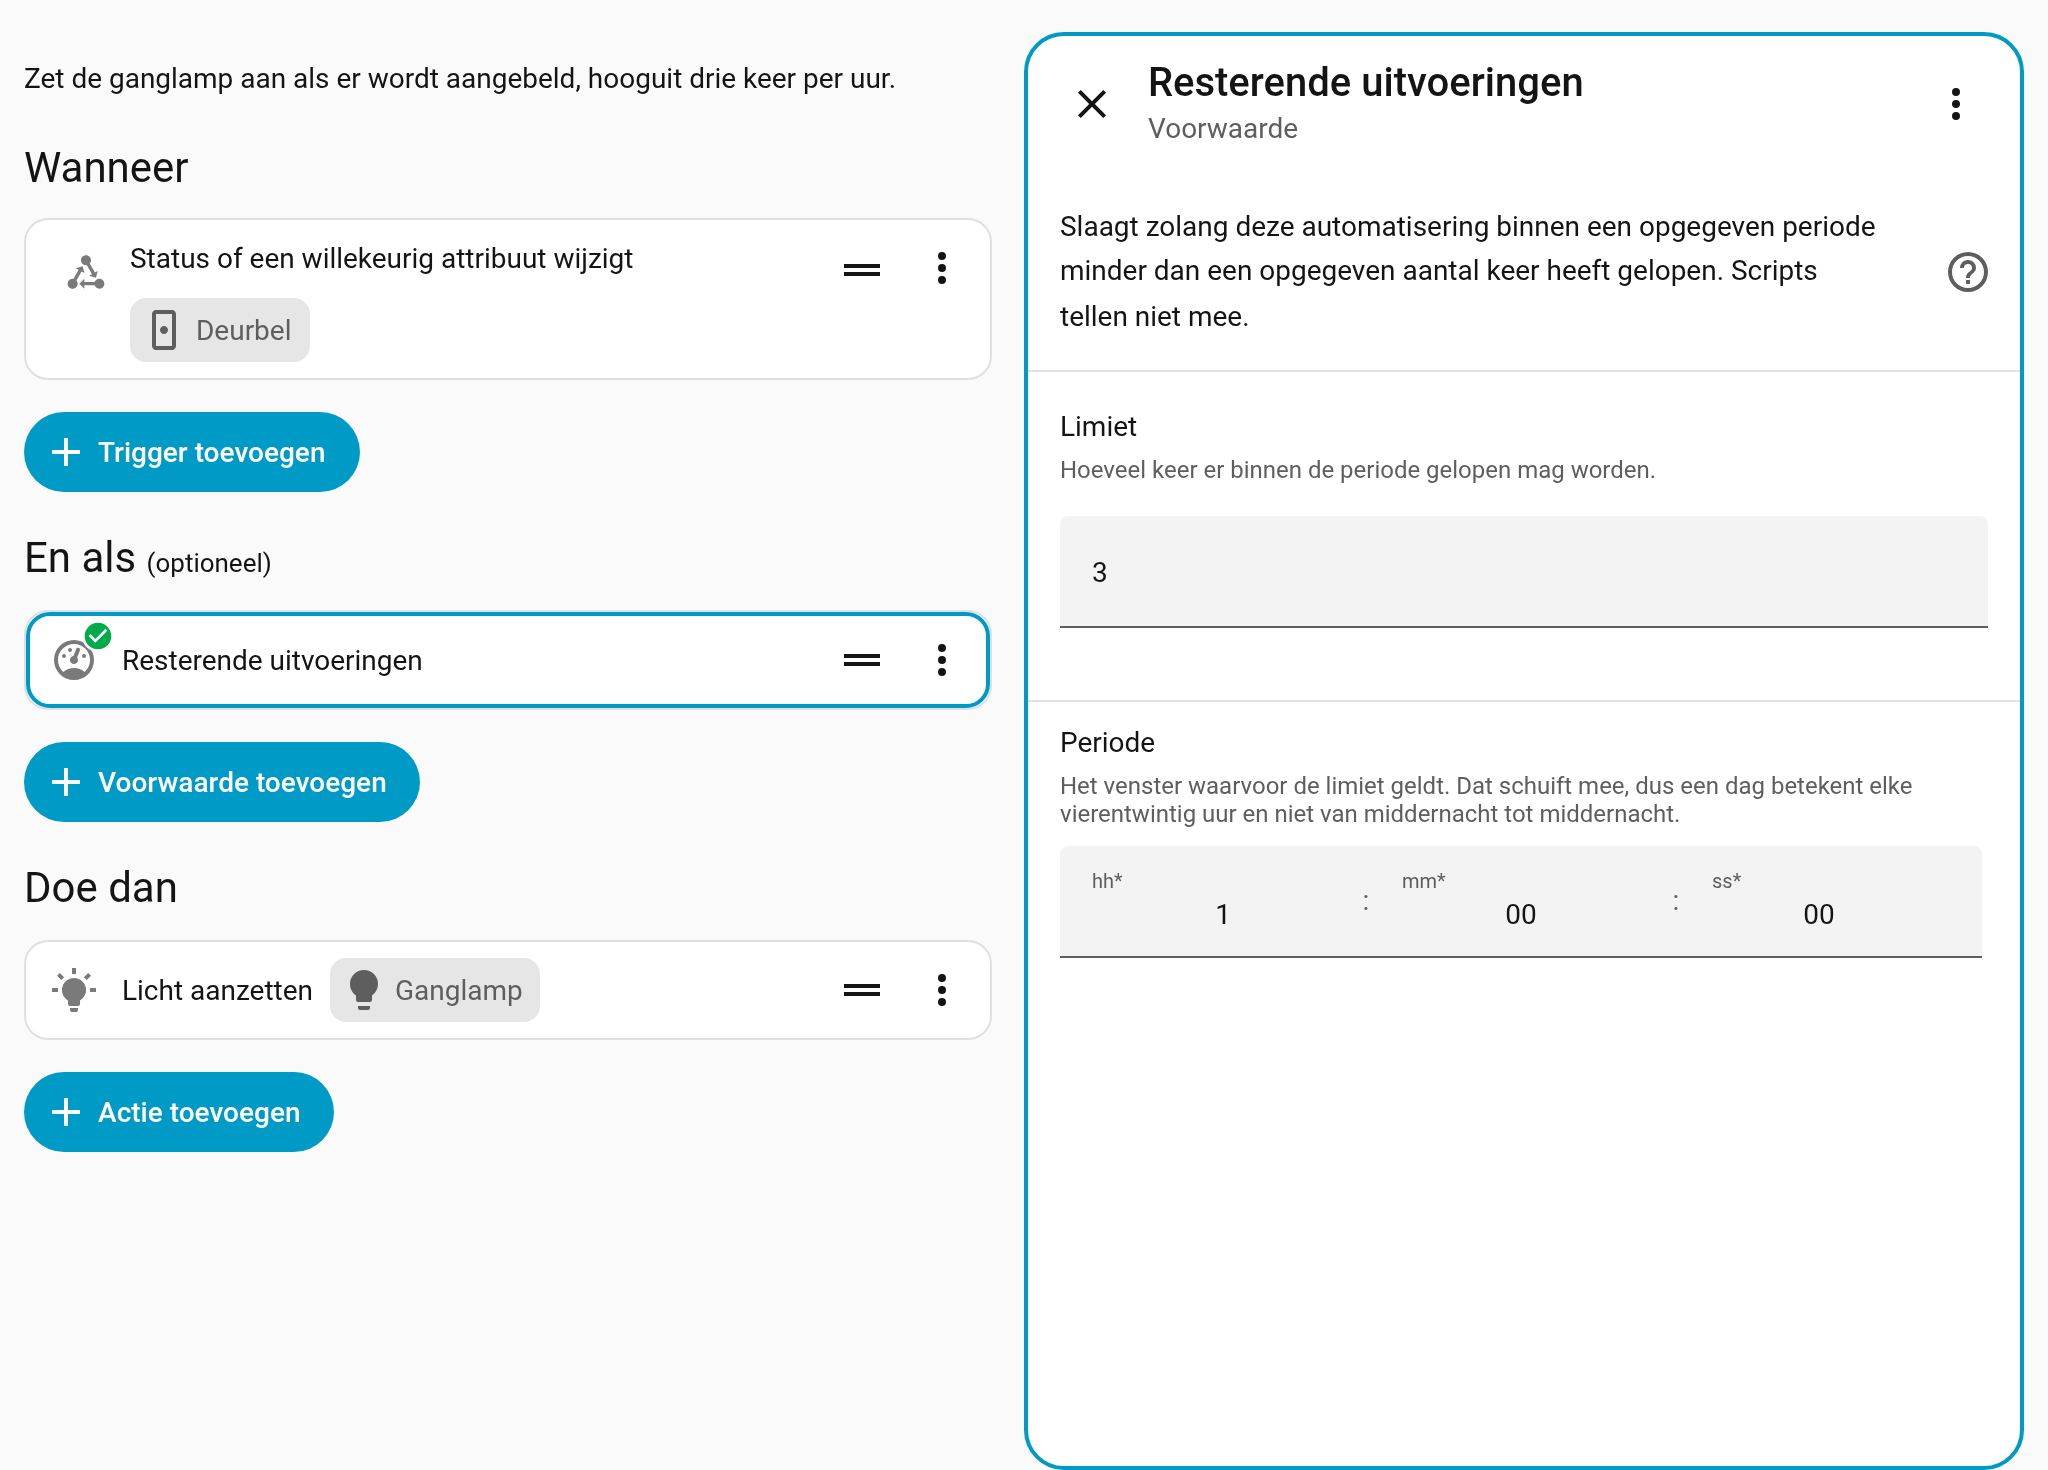 Zet de ganglamp aan als er wordt aangebeld, hooguit drie keer per uur.
Wanneer
Status of een willekeurig attribuut wijzigt
Deurbel
Trigger toevoegen
En als (optioneel)
Resterende uitvoeringen
Voorwaarde toevoegen
Doe dan
Licht aanzetten Ganglamp
Actie toevoegen
Resterende uitvoeringen
Voorwaarde
Slaagt zolang deze automatisering binnen een opgegeven periode
minder dan een opgegeven aantal keer heeft gelopen. Scripts
tellen niet mee.
Limiet
Hoeveel keer er binnen de periode gelopen mag worden.
3
Periode
Het venster waarvoor de limiet geldt. Dat schuift mee, dus een dag betekent elke
vierentwintig uur en niet van middernacht tot middernacht.
hh* mm* ss*
1 : 00 : 00